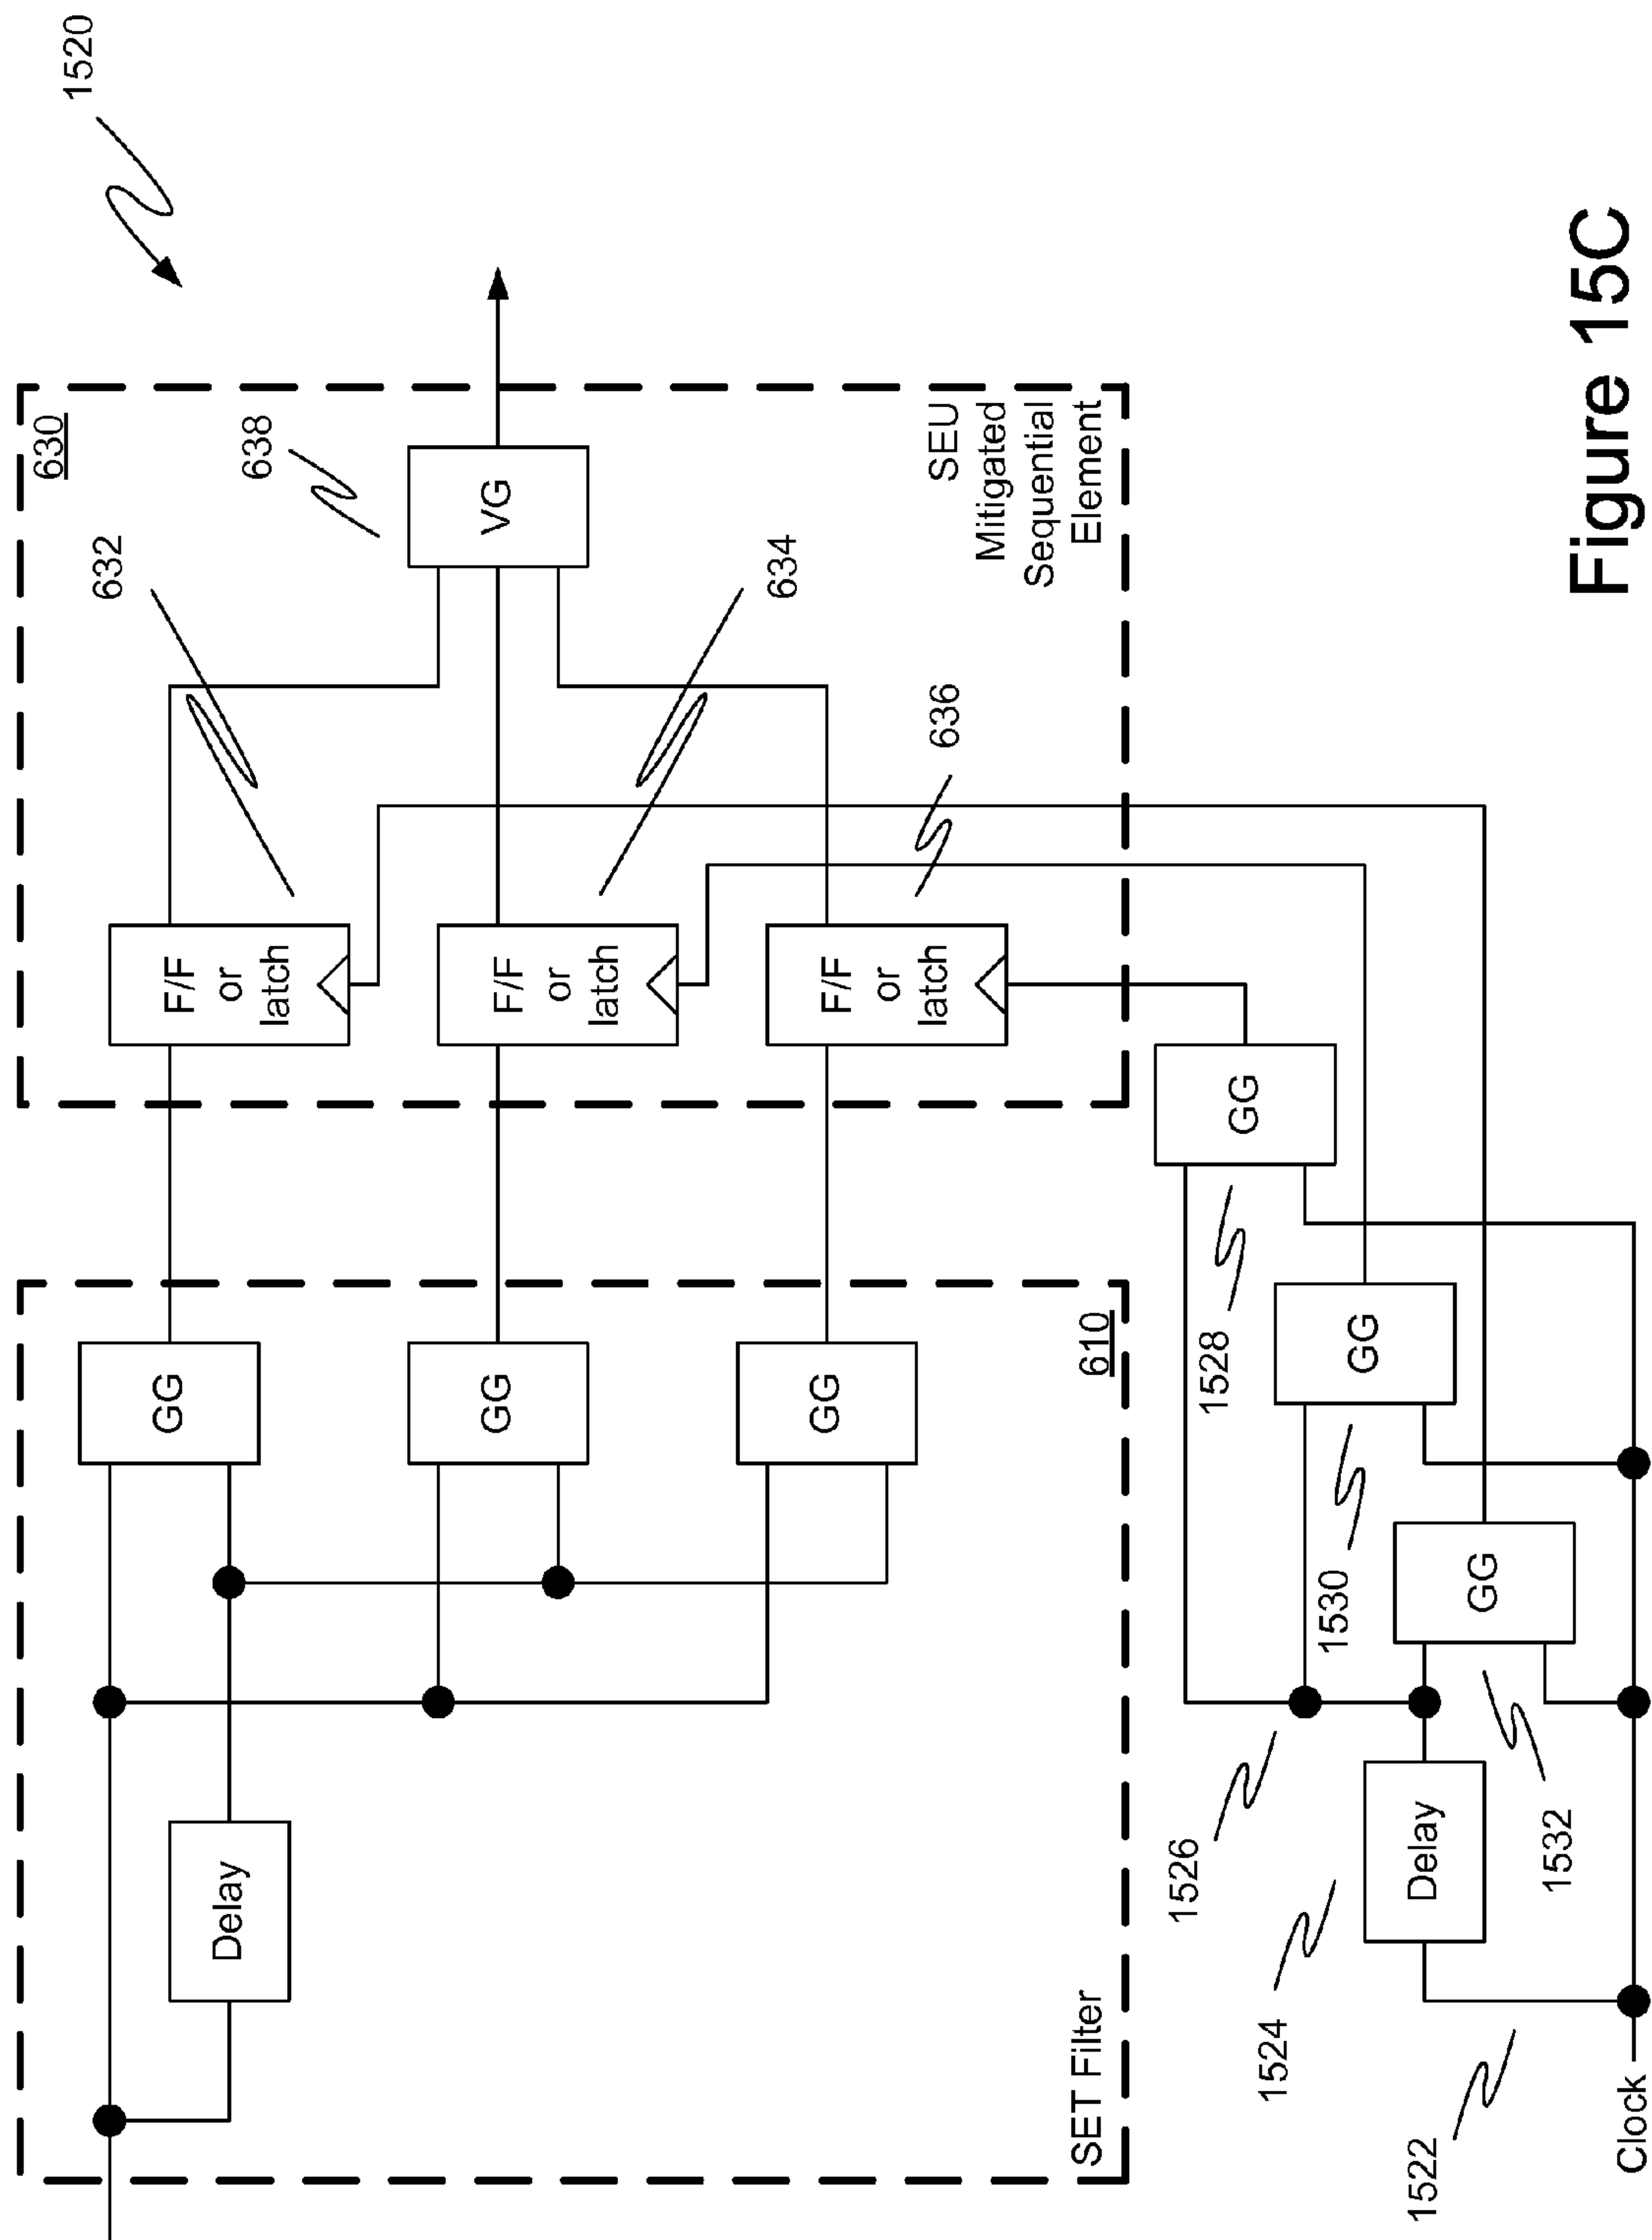 1520
630
638
VG
632
634
636
F/F
or
latch
F/F
or
latch
F/F
or
latch
SEU
Mitigated
Sequential
Element
GG
GG
GG
Delay
610
SET Filter
GG
1528
GG
1530
GG
1532
1526
Delay
1524
1522
Clock
Figure 15C